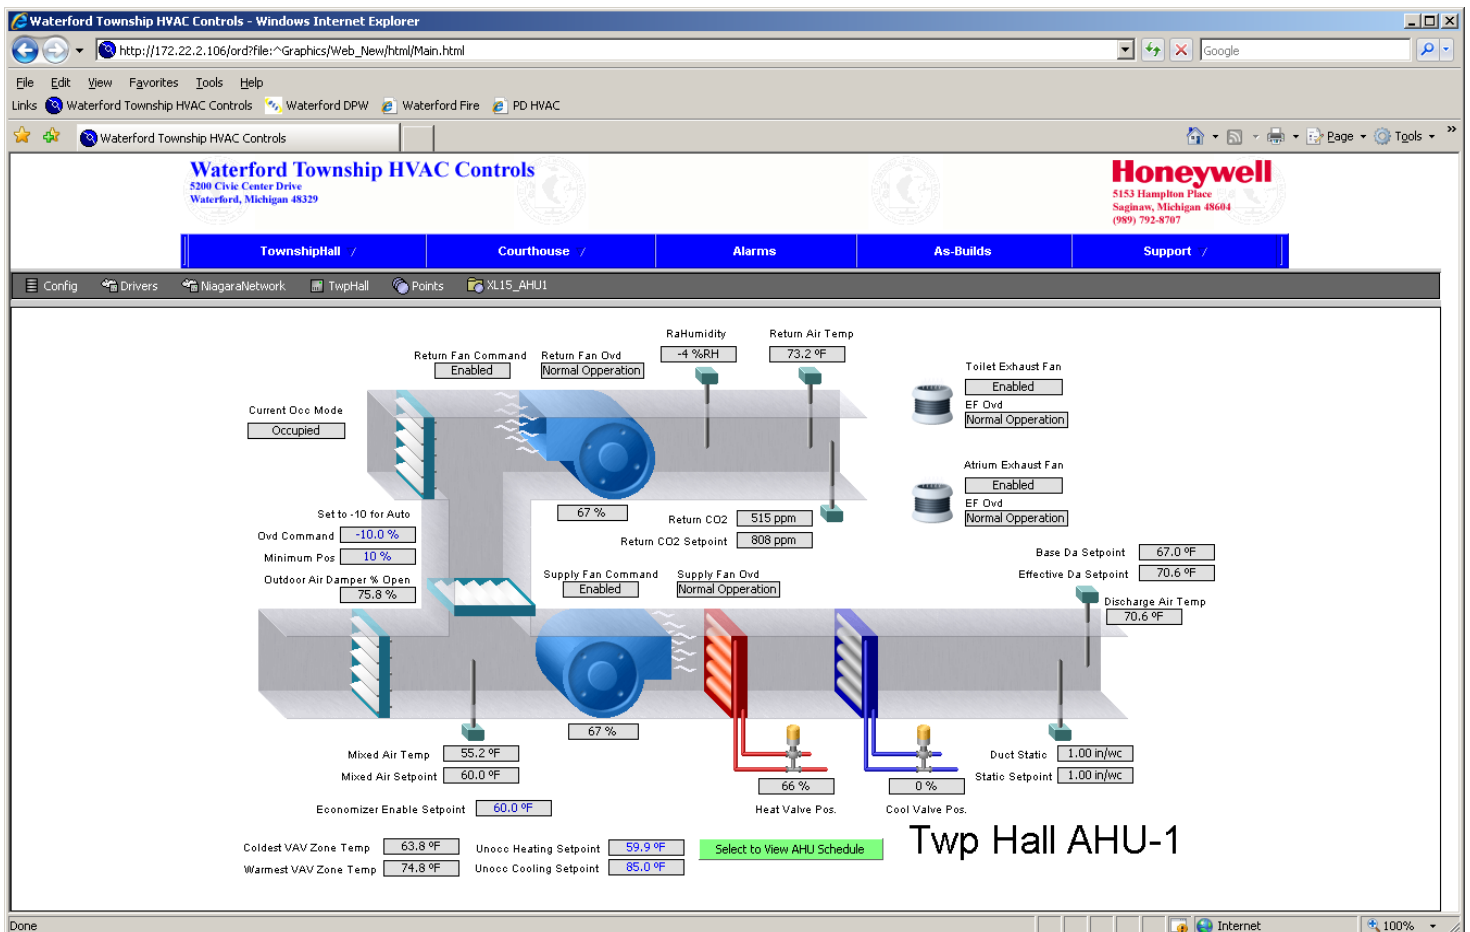 Waterford Township HVAC Controls - Windows Internet Explorer
http://172.22.2.106/ord?file:^Graphics/Web_New/html/Main.html
Google
File Edit View Favorites Tools Help
Links Waterford Township HVAC Controls Waterford DPW Waterford Fire PD HVAC
Waterford Township HVAC Controls
Page Tools »
Waterford Township HVAC Controls
5200 Civic Center Drive
Waterford, Michigan 48329
Honeywell
5153 Hamplton Place
Saginaw, Michigan 48604
(989) 792-8707
TownshipHall / Courthouse / Alarms As-Builds Support /
Config Drivers NiagaraNetwork TwpHall Points XL15_AHU1
RaHumidity Return Air Temp
-4 %RH 73.2 ºF
Return Fan Command Return Fan Ovd
Enabled Normal Opperation
Toilet Exhaust Fan
Enabled
EF Ovd
Normal Opperation
Current Occ Mode
Occupied
Atrium Exhaust Fan
Enabled
EF Ovd
Normal Opperation
Set to -10 for Auto
Ovd Command -10.0 %
Minimum Pos 10 %
Outdoor Air Damper % Open
75.8 %
67 %
Return CO2 515 ppm
Return CO2 Setpoint 808 ppm
Base Da Setpoint 67.0 ºF
Effective Da Setpoint 70.6 ºF
Supply Fan Command Supply Fan Ovd
Enabled Normal Opperation
Discharge Air Temp
70.6 ºF
67 %
Mixed Air Temp 55.2 ºF
Mixed Air Setpoint 60.0 ºF
Duct Static 1.00 in/wc
Static Setpoint 1.00 in/wc
66 % 0 %
Heat Valve Pos. Cool Valve Pos.
Economizer Enable Setpoint 60.0 ºF
Coldest VAV Zone Temp 63.8 ºF Unocc Heating Setpoint 59.9 ºF
Warmest VAV Zone Temp 74.8 ºF Unocc Cooling Setpoint 85.0 ºF
Select to View AHU Schedule
Twp Hall AHU-1
Done Internet 100%